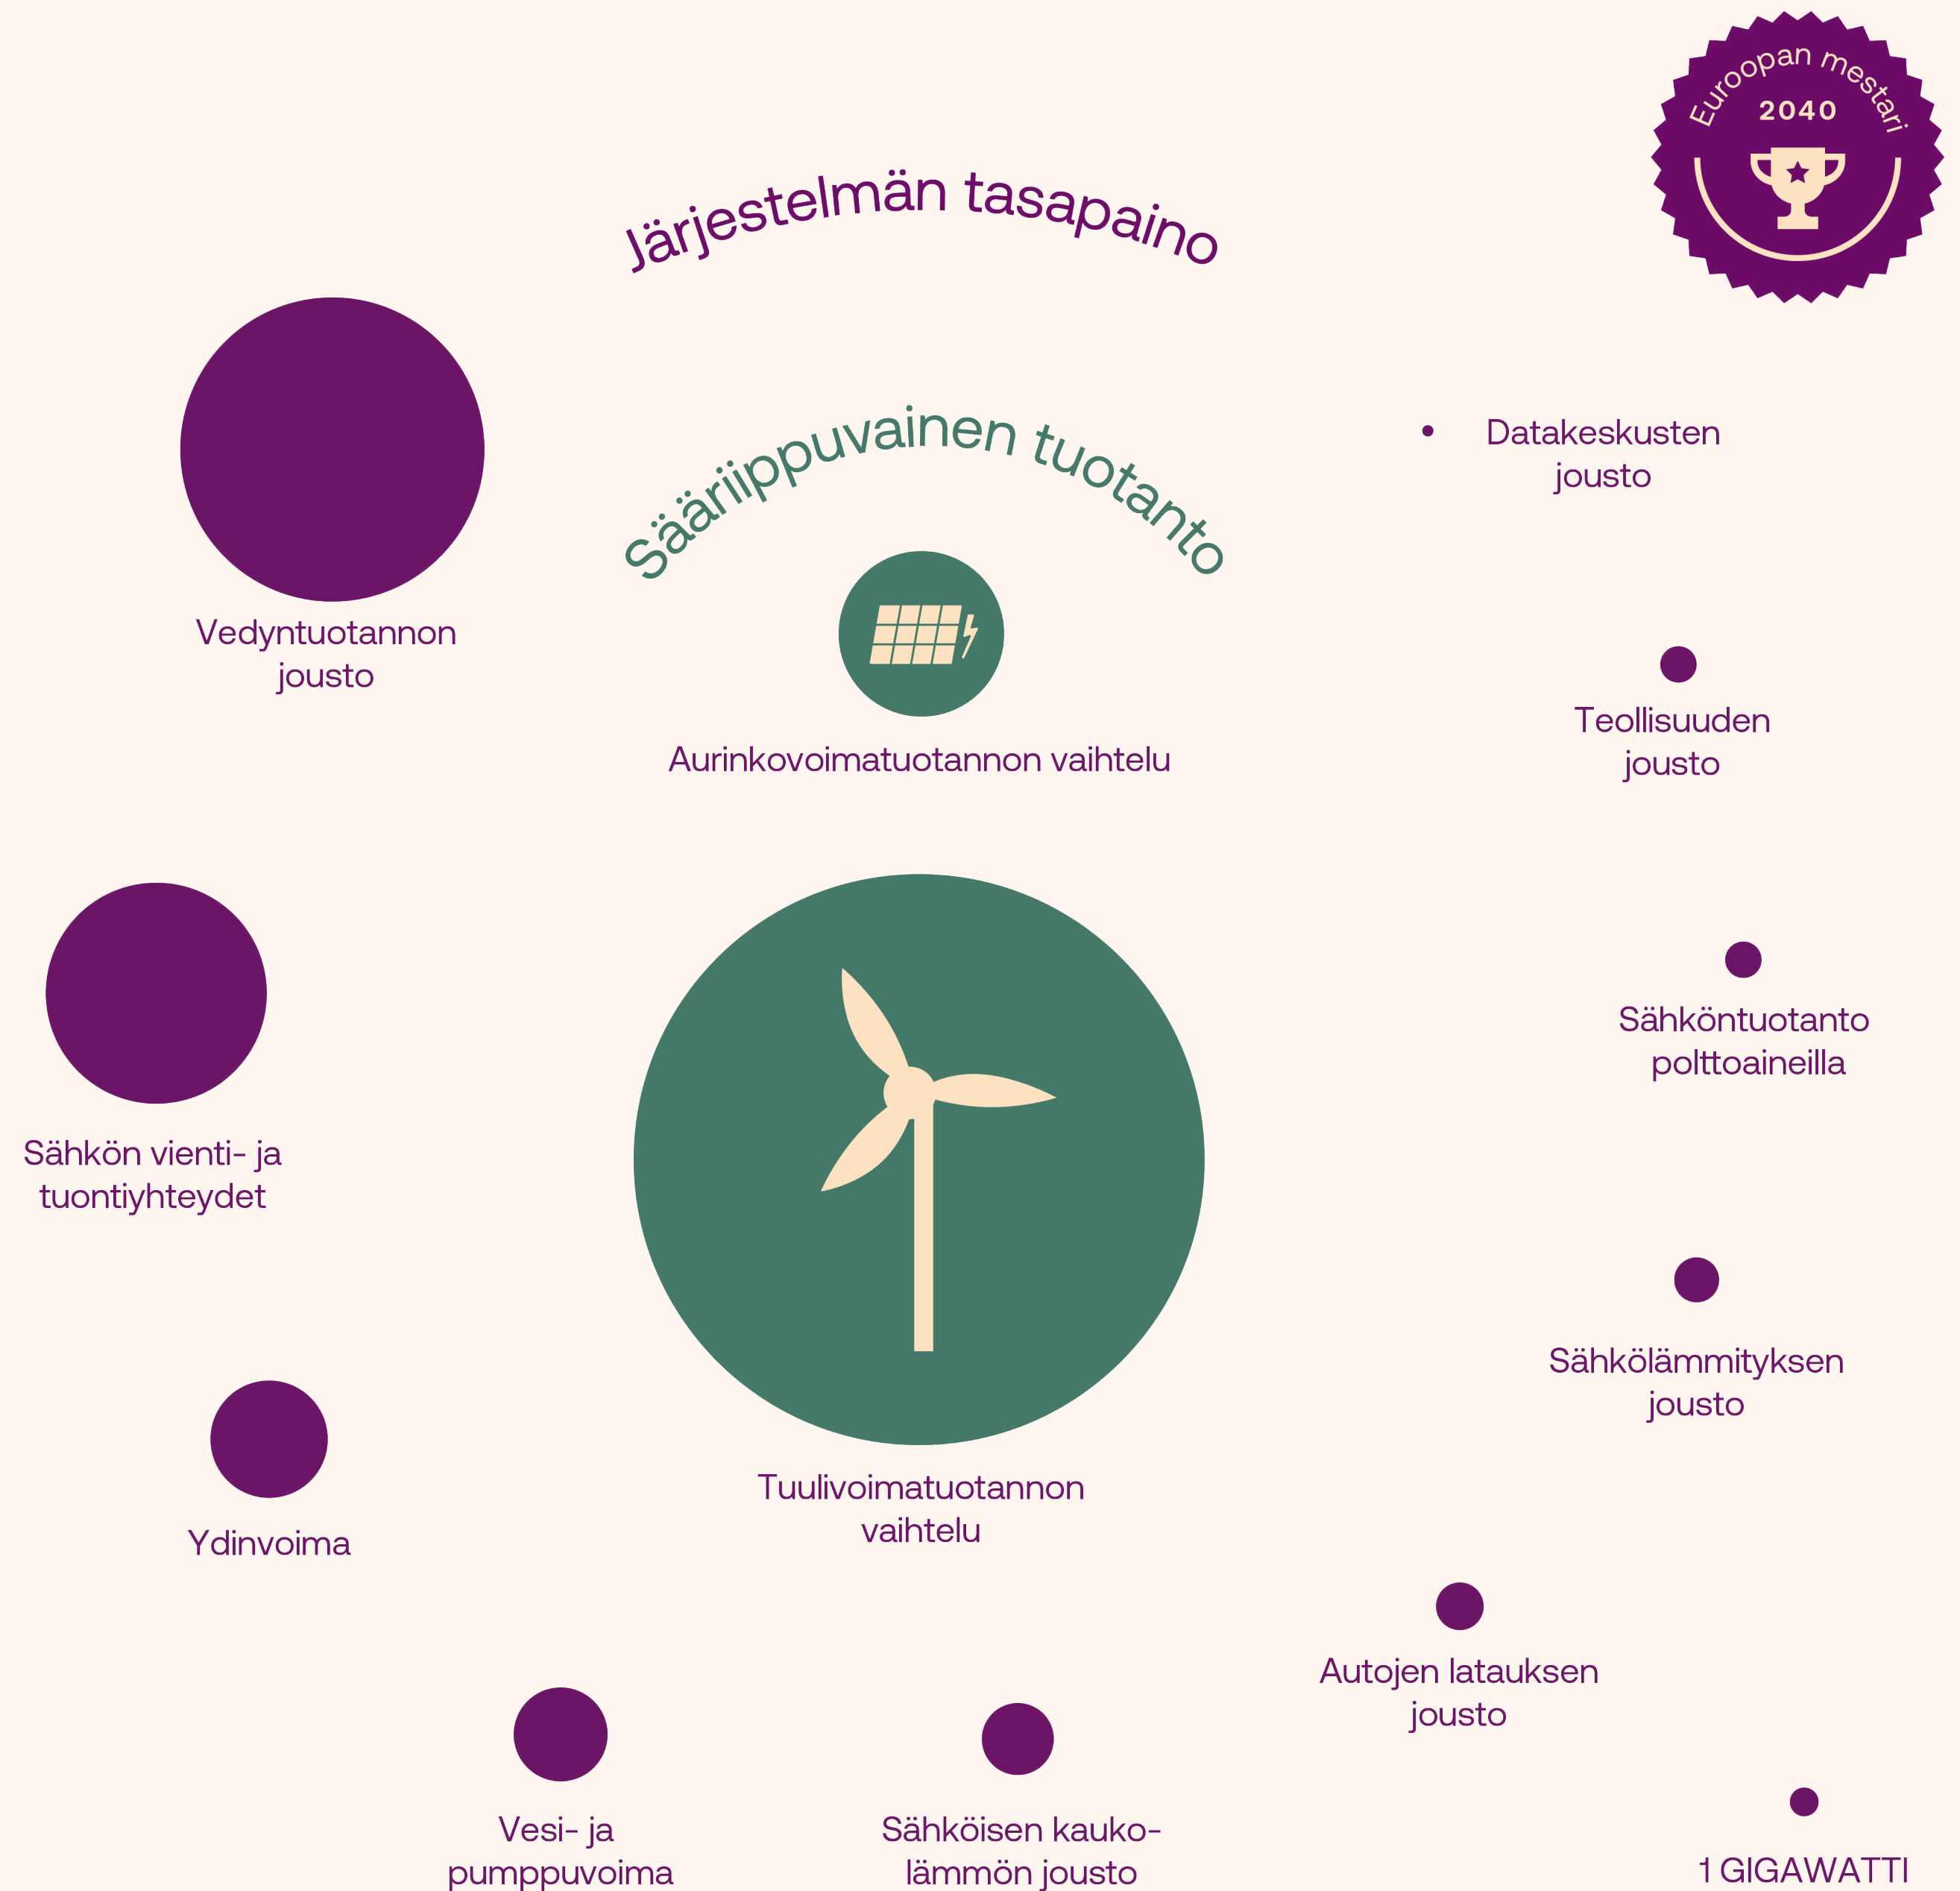 Euroopan mestari
2040
Järjestelmän tasapaino
Sääriippuvainen tuotanto
Datakeskusten
jousto
Vedyntuotannon
jousto
Teollisuuden
jousto
Aurinkovoimatuotannon vaihtelu
Sähköntuotanto
polttoaineilla
Sähkön vienti- ja
tuontiyhteydet
Sähkölämmityksen
jousto
Tuulivoimatuotannon
vaihtelu
Ydinvoima
Autojen latauksen
jousto
Vesi- ja
pumppuvoima
Sähköisen kauko-
lämmön jousto
1 GIGAWATTI